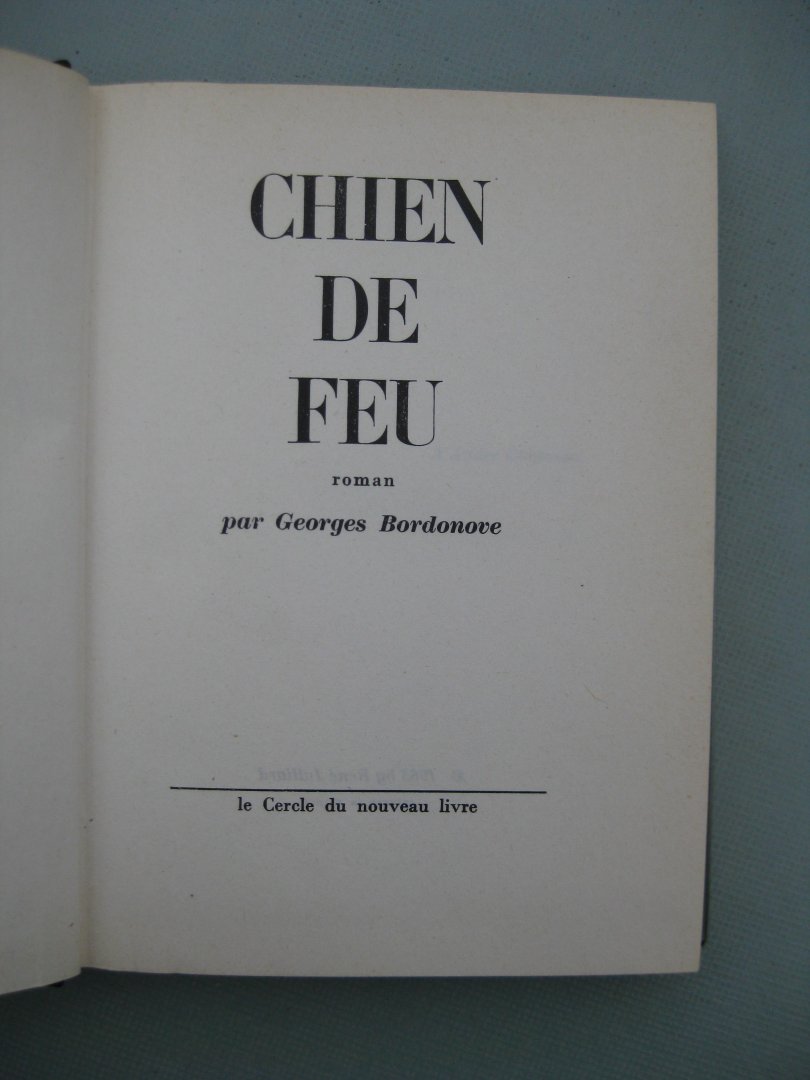 CHIEN
DE
FEU
roman
par Georges Bordonove
le Cercle du nouveau livre